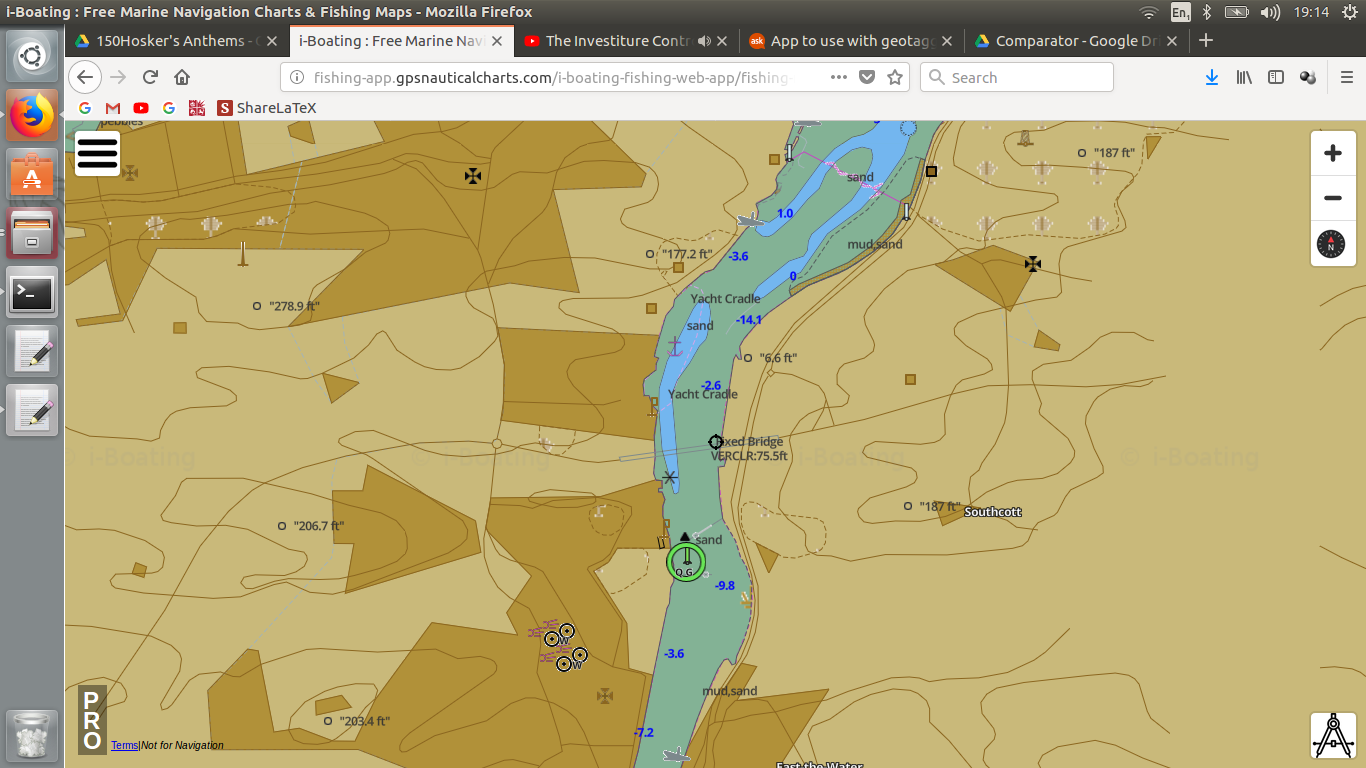 i-Boating : Free Marine Navigation Charts & Fishing Maps - Mozilla Firefox
En1
19:14
150Hosker's Anthems - G
i-Boating : Free Marine Navi
The Investiture Contr
ask
App to use with geotagg
Comparator - Google Dri
fishing-app.gpsnauticalcharts.com/i-boating-fishing-web-app/fishing-
Search
ShareLaTeX
pebbles
"187 ft"
sand
1.0
mud,sand
"177.2 ft"
-3.6
0
N
Yacht Cradle
"278.9 ft"
-14.1
sand
"6.6 ft"
-2.6
Yacht Cradle
Fixed Bridge
VERCLR:75.5ft
i-Boating
© i-Boating
i-Boating
© i-Boating
"187 ft"
Southcott
"206.7 ft"
sand
Q.G
-9.8
W
W
-3.6
mud,sand
"203.4 ft"
-7.2
PRO
Terms|Not for Navigation
East-the-Water